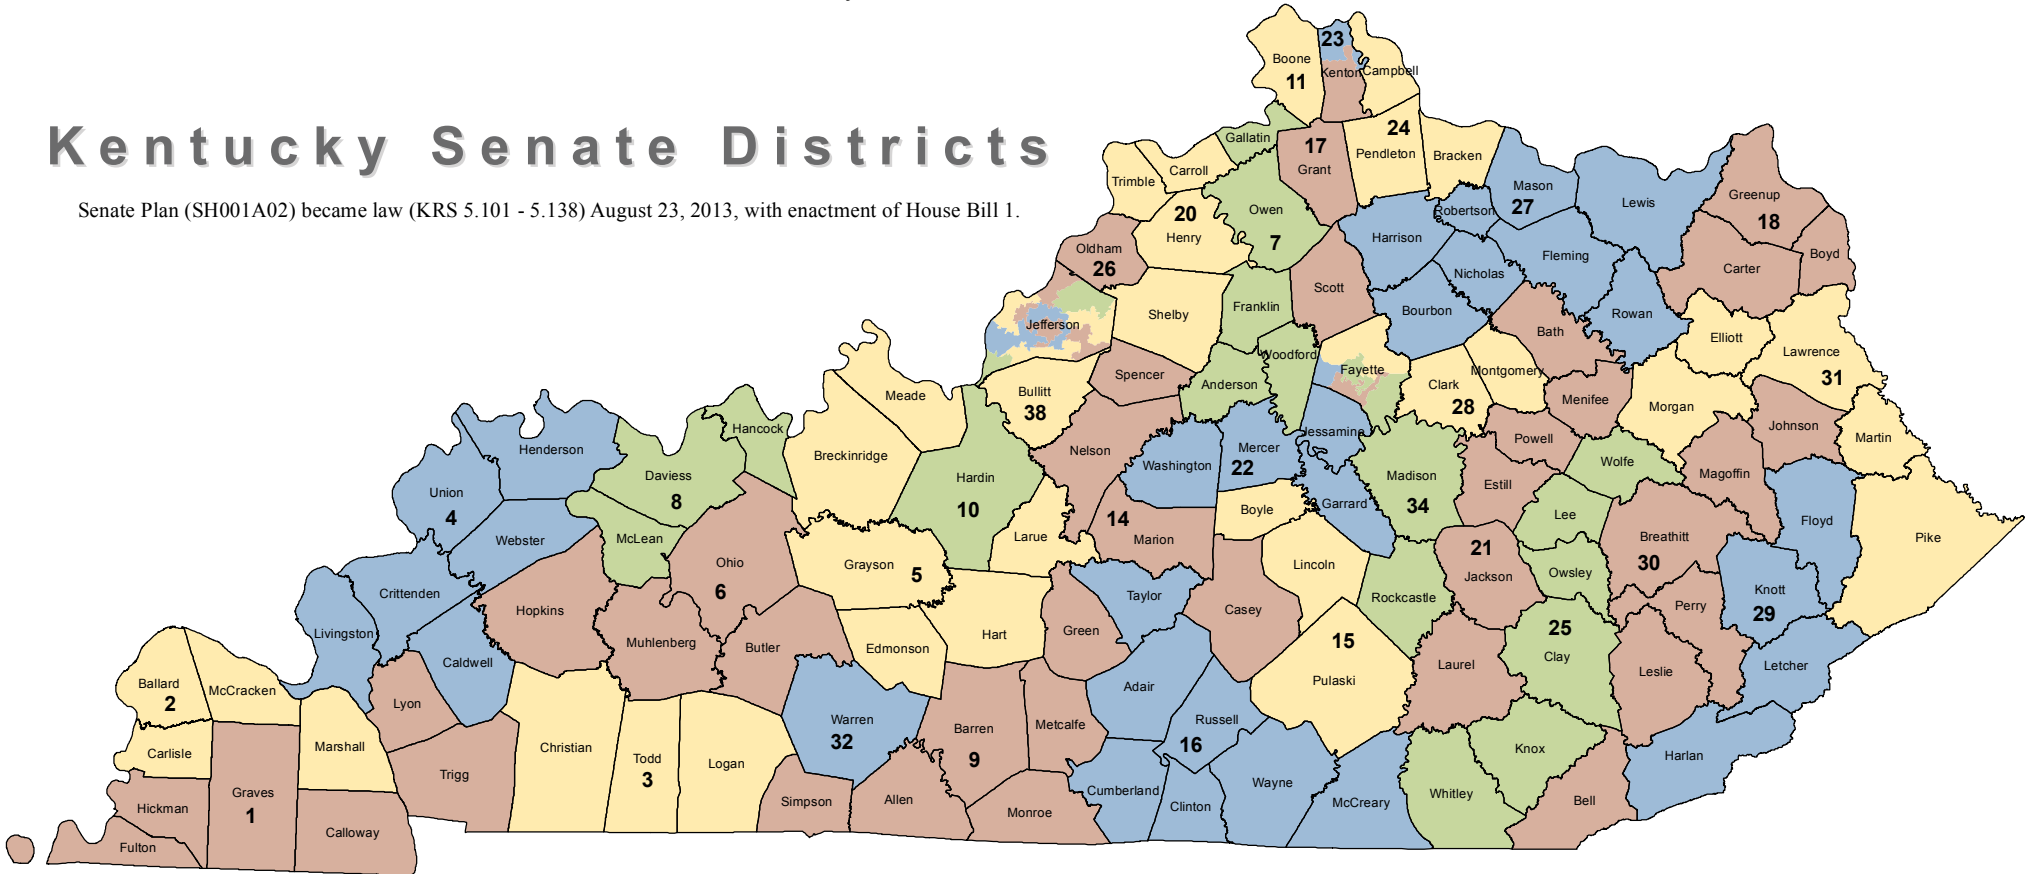 Kentucky Senate Districts
Senate Plan (SH001A02) became law (KRS 5.101 - 5.138) August 23, 2013, with enactment of House Bill 1.
23
Boone
11
Kenton
Campbell
24
Gallatin
17
Grant
Pendleton
Bracken
Trimble
Carroll
Mason
27
Lewis
Greenup
18
20
Henry
Owen
7
Robertson
Harrison
Fleming
Oldham
26
Nicholas
Carter
Boyd
Scott
Franklin
Bourbon
Rowan
Shelby
Jefferson
Bath
Elliott
Lawrence
31
Woodford
Fayette
Spencer
Anderson
Clark
28
Montgomery
Menifee
Morgan
Bullitt
38
Meade
Johnson
Martin
Hancock
Jessamine
Powell
Nelson
Washington
Mercer
22
Breckinridge
Henderson
Daviess
8
Hardin
10
Madison
34
Wolfe
Magoffin
Union
4
Estill
Garrard
Boyle
Lee
Floyd
14
Marion
Larue
McLean
Webster
Breathitt
30
Pike
21
Jackson
Grayson
5
Ohio
6
Lincoln
Owsley
Crittenden
Taylor
Rockcastle
Knott
29
Hopkins
Casey
Perry
Livingston
Green
Hart
Muhlenberg
Butler
Edmonson
15
Pulaski
25
Clay
Caldwell
Laurel
Leslie
Letcher
Ballard
2
McCracken
Adair
Lyon
Warren
32
Russell
16
Barren
9
Metcalfe
Carlisle
Marshall
Christian
Todd
3
Logan
Knox
Harlan
Trigg
Graves
1
Wayne
Cumberland
Clinton
McCreary
Whitley
Bell
Hickman
Simpson
Allen
Monroe
Calloway
Fulton